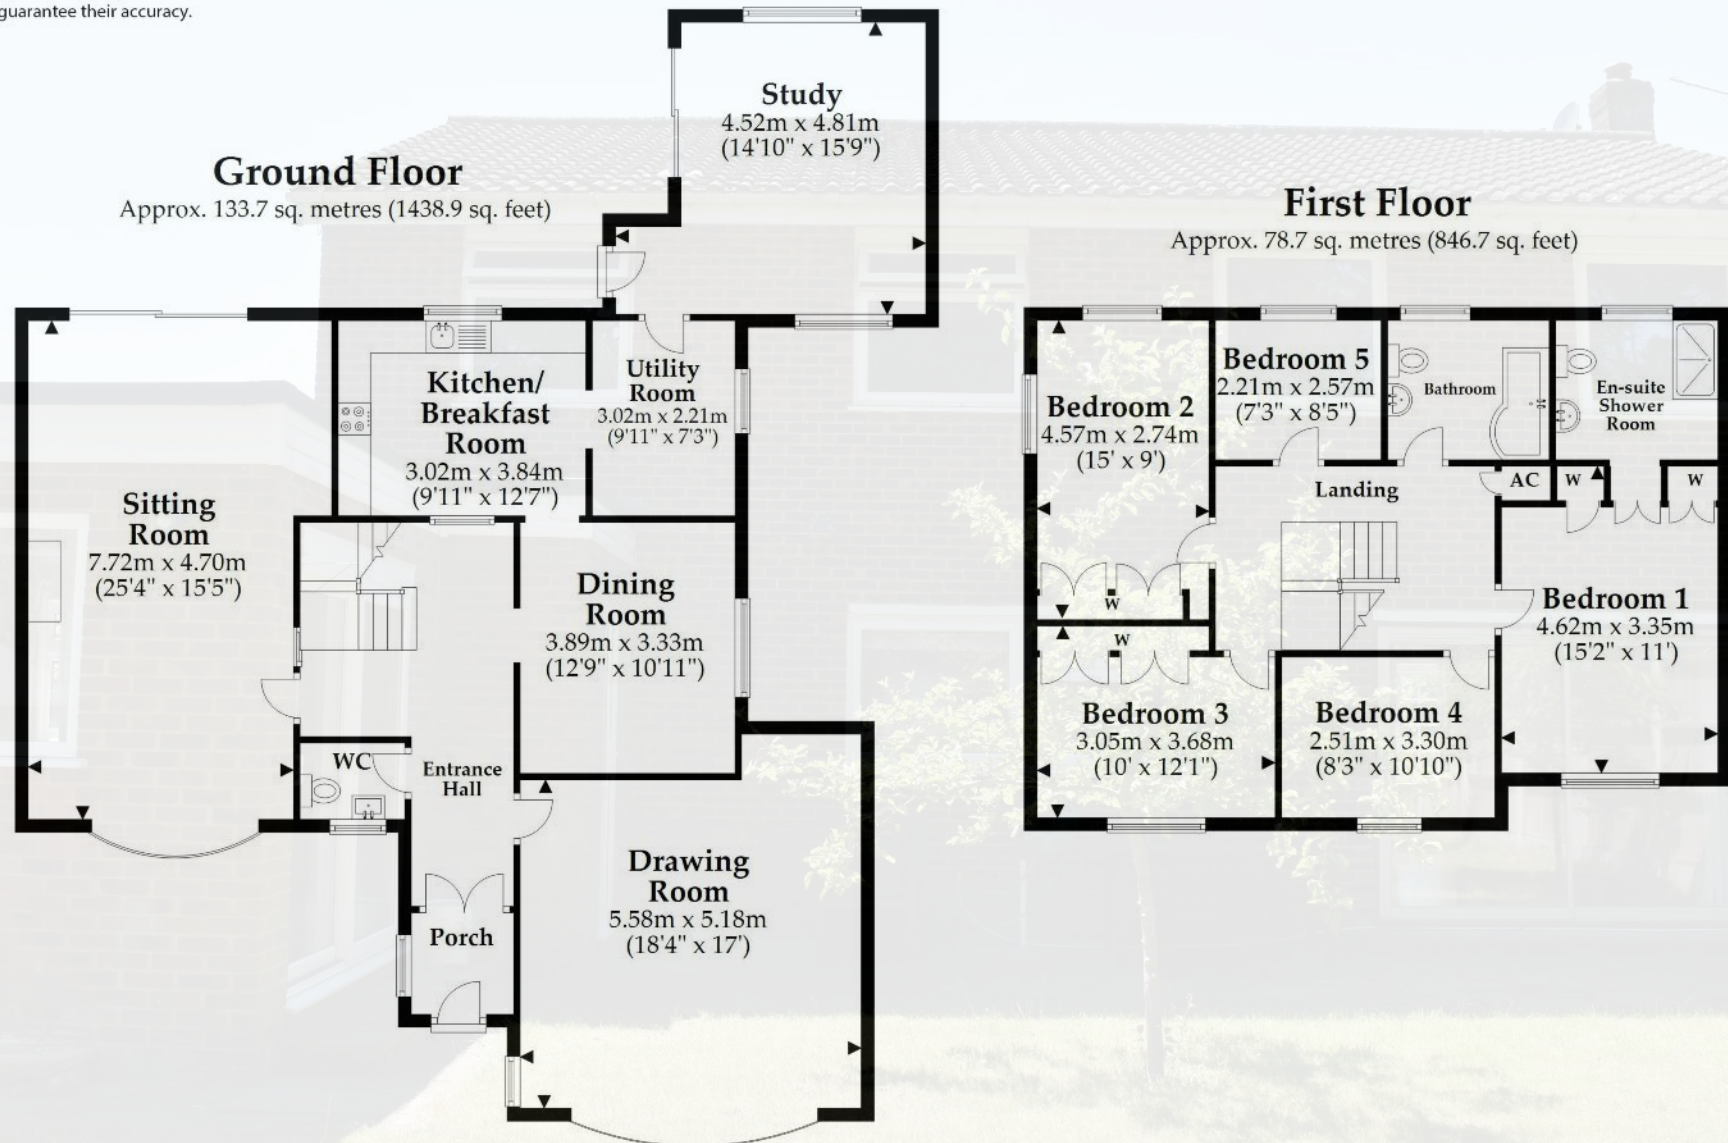 guarantee their accuracy.
Ground Floor
Approx. 133.7 sq. metres (1438.9 sq. feet)
Study
4.52m x 4.81m
(14'10" x 15'9")
Kitchen/
Breakfast
Room
3.02m x 3.84m
(9'11" x 12'7")
Utility
Room
3.02m x 2.21m
(9'11" x 7'3")
Sitting
Room
7.72m x 4.70m
(25'4" x 15'5")
Dining
Room
3.89m x 3.33m
(12'9" x 10'11")
WC
Entrance
Hall
Drawing
Room
5.58m x 5.18m
(18'4" x 17')
Porch
First Floor
Approx. 78.7 sq. metres (846.7 sq. feet)
Bedroom 2
4.57m x 2.74m
(15' x 9')
Bedroom 5
2.21m x 2.57m
(7'3" x 8'5")
Bathroom
En-suite
Shower
Room
Landing
AC
W
W
Bedroom 1
4.62m x 3.35m
(15'2" x 11')
W
W
Bedroom 3
3.05m x 3.68m
(10' x 12'1")
Bedroom 4
2.51m x 3.30m
(8'3" x 10'10")